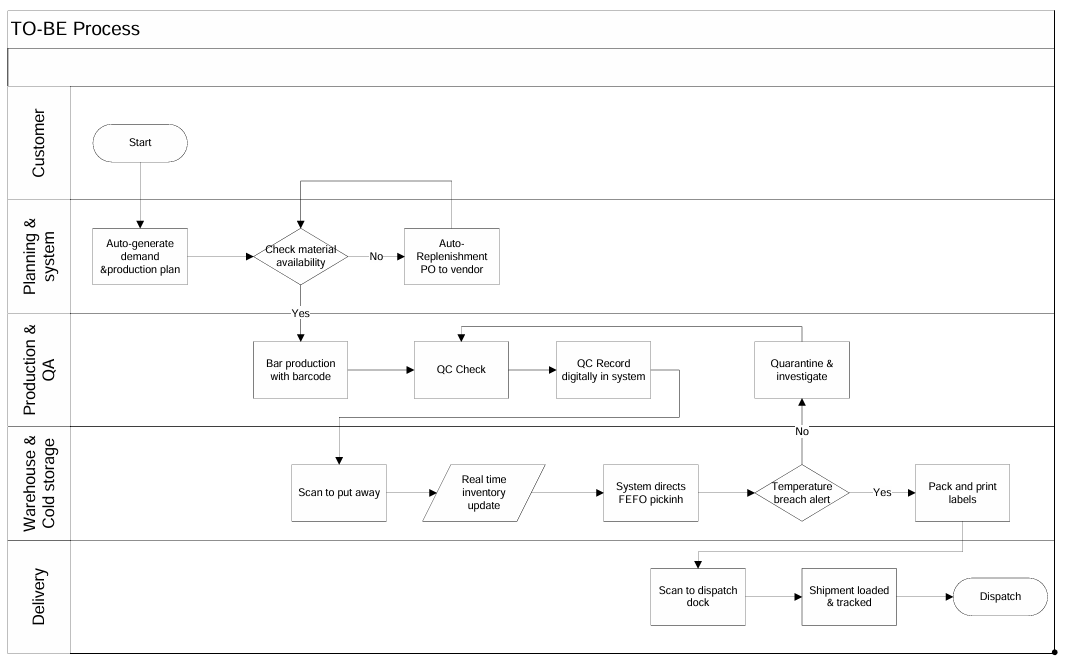 TO-BE Process
Customer
Start
Planning &
system
Auto-generate
demand
&production plan
Check material
availability
No
Auto-
Replenishment
PO to vendor
Yes
Production &
QA
Bar production
with barcode
QC Check
QC Record
digitally in system
Quarantine &
investigate
No
Warehouse &
Cold storage
Scan to put away
Real time
inventory
update
System directs
FEFO pickinh
Temperature
breach alert
Yes
Pack and print
labels
Delivery
Scan to dispatch
dock
Shipment loaded
& tracked
Dispatch